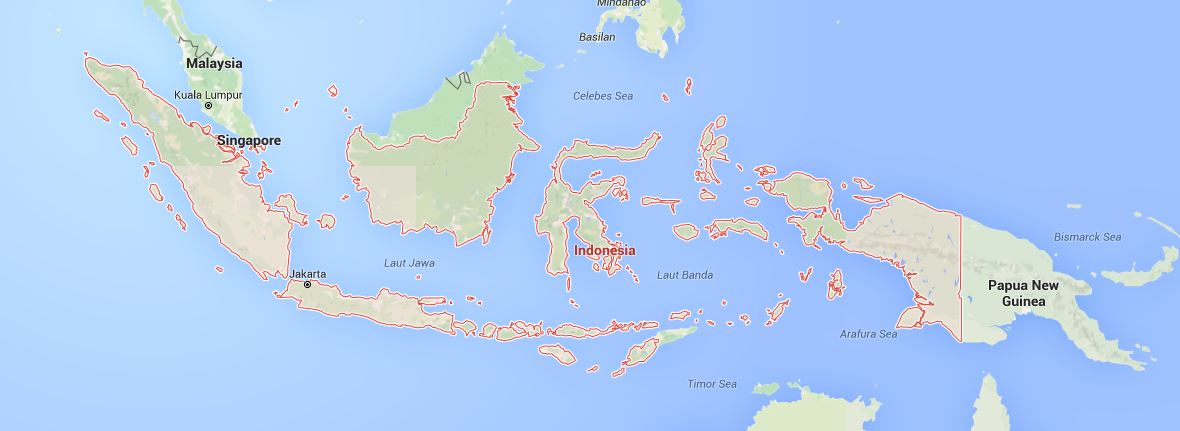 Mindanao
Basilan
Malaysia
Kuala Lumpur
Celebes Sea
Singapore
Bismarck Sea
Indonesia
Laut Jawa
Laut Banda
Jakarta
Papua New
Guinea
Arafura Sea
Timor Sea